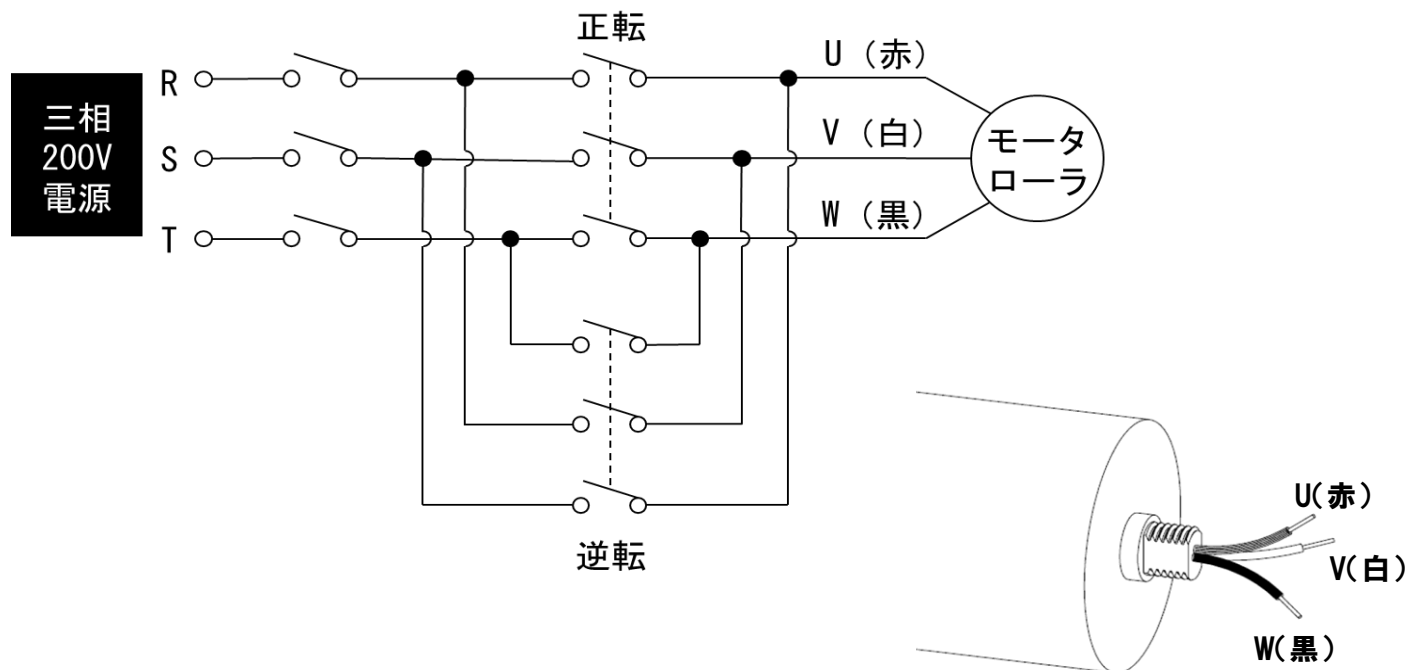 正転
三相
200V
電源
R
S
T
U（赤）
V（白）
W（黒）
モータ
ローラ
逆転
U(赤)
V(白)
W(黒)